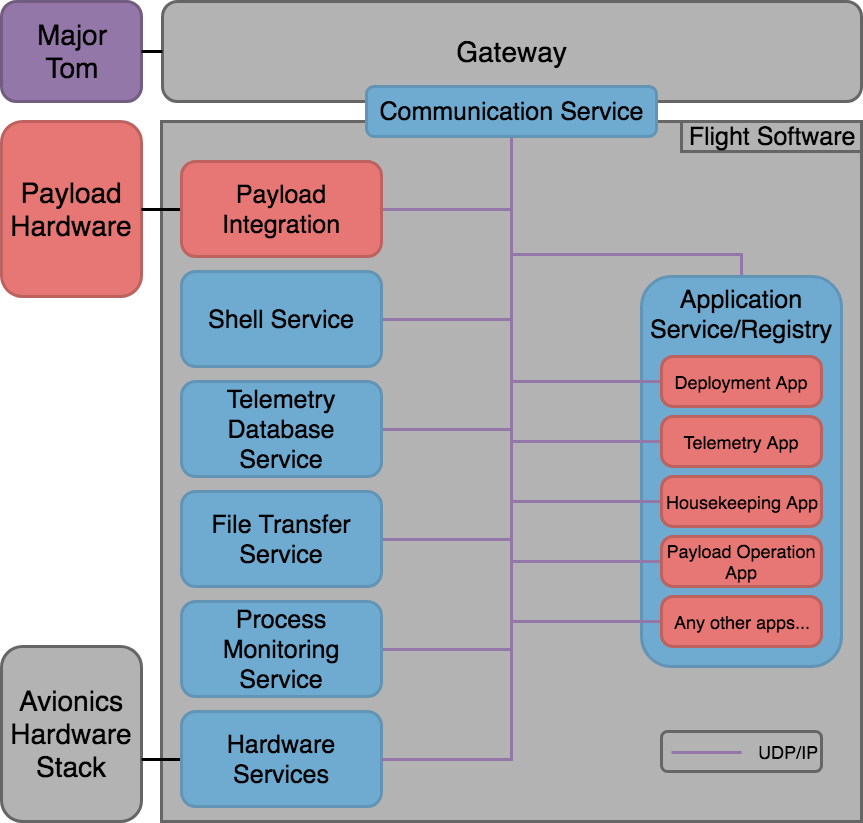 Major
Tom
Gateway
Communication Service
Flight Software
Payload
Hardware
Payload
Integration
Shell Service
Telemetry
Database
Service
File Transfer
Service
Process
Monitoring
Service
Avionics
Hardware
Stack
Hardware
Services
Application
Service/Registry
Deployment App
Telemetry App
Housekeeping App
Payload Operation
App
Any other apps...
UDP/IP